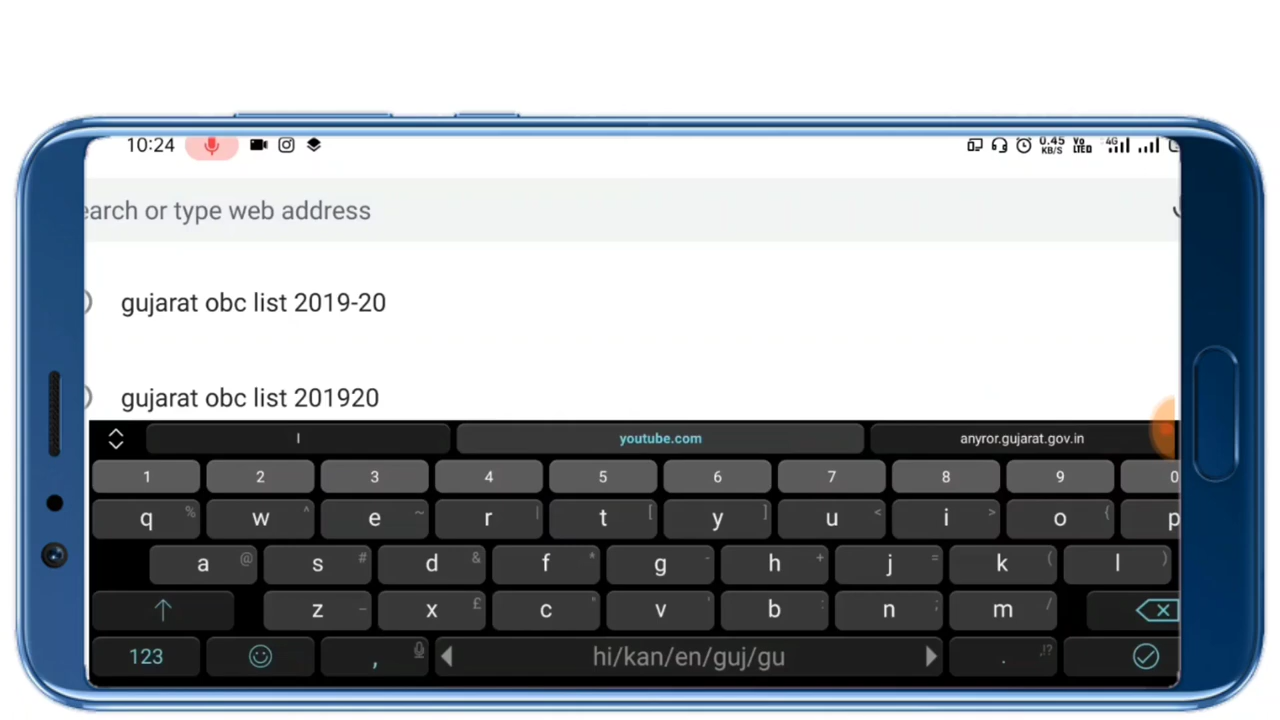 10:24 0.45 KB/S Vo LTED 4G
earch or type web address
gujarat obc list 2019-20
gujarat obc list 201920
I youtube.com anyror.gujarat.gov.in
1 2 3 4 5 6 7 8 9 0
q % w ^ e ~ r | t [ y ] u < i > o { p
a @ s # d & f * g - h + j = k ( l )
z _ x £ c " v ' b : n ; m /
123 , hi/kan/en/guj/gu . ,!?